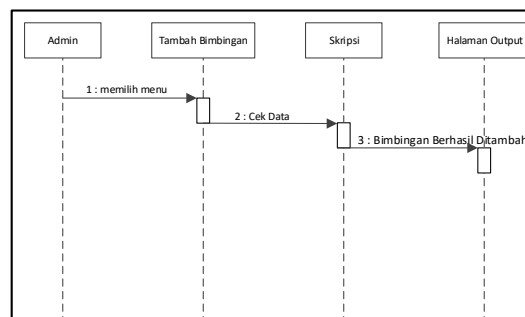 Admin
Tambah Bimbingan
Skripsi
Halaman Output
1 : memilih menu
2 : Cek Data
3 : Bimbingan Berhasil Ditambah